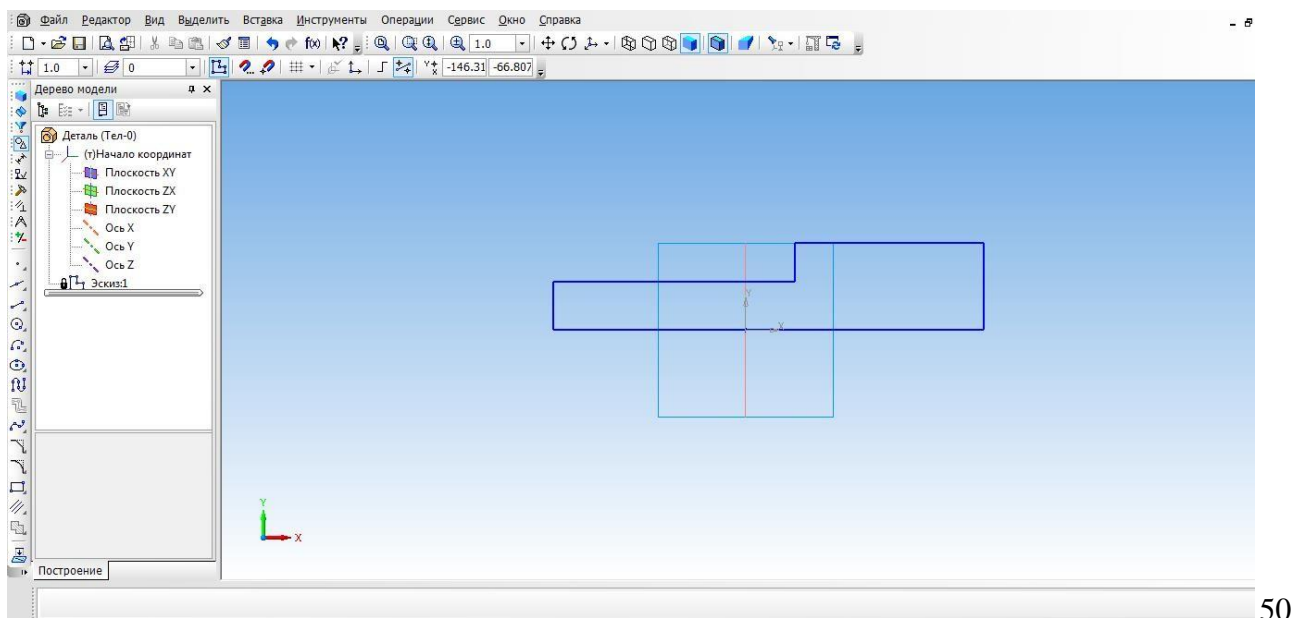 Файл Редактор Вид Выделить Вставка Инструменты Операции Сервис Окно Справка
f(x) 1.0
1.0 0 -146.31 -66.807
Дерево модели
Деталь (Тел-0)
(т)Начало координат
Плоскость XY
Плоскость ZX
Плоскость ZY
Ось X
Ось Y
Ось Z
Эскиз:1
Y
X
Y
X
Построение
50